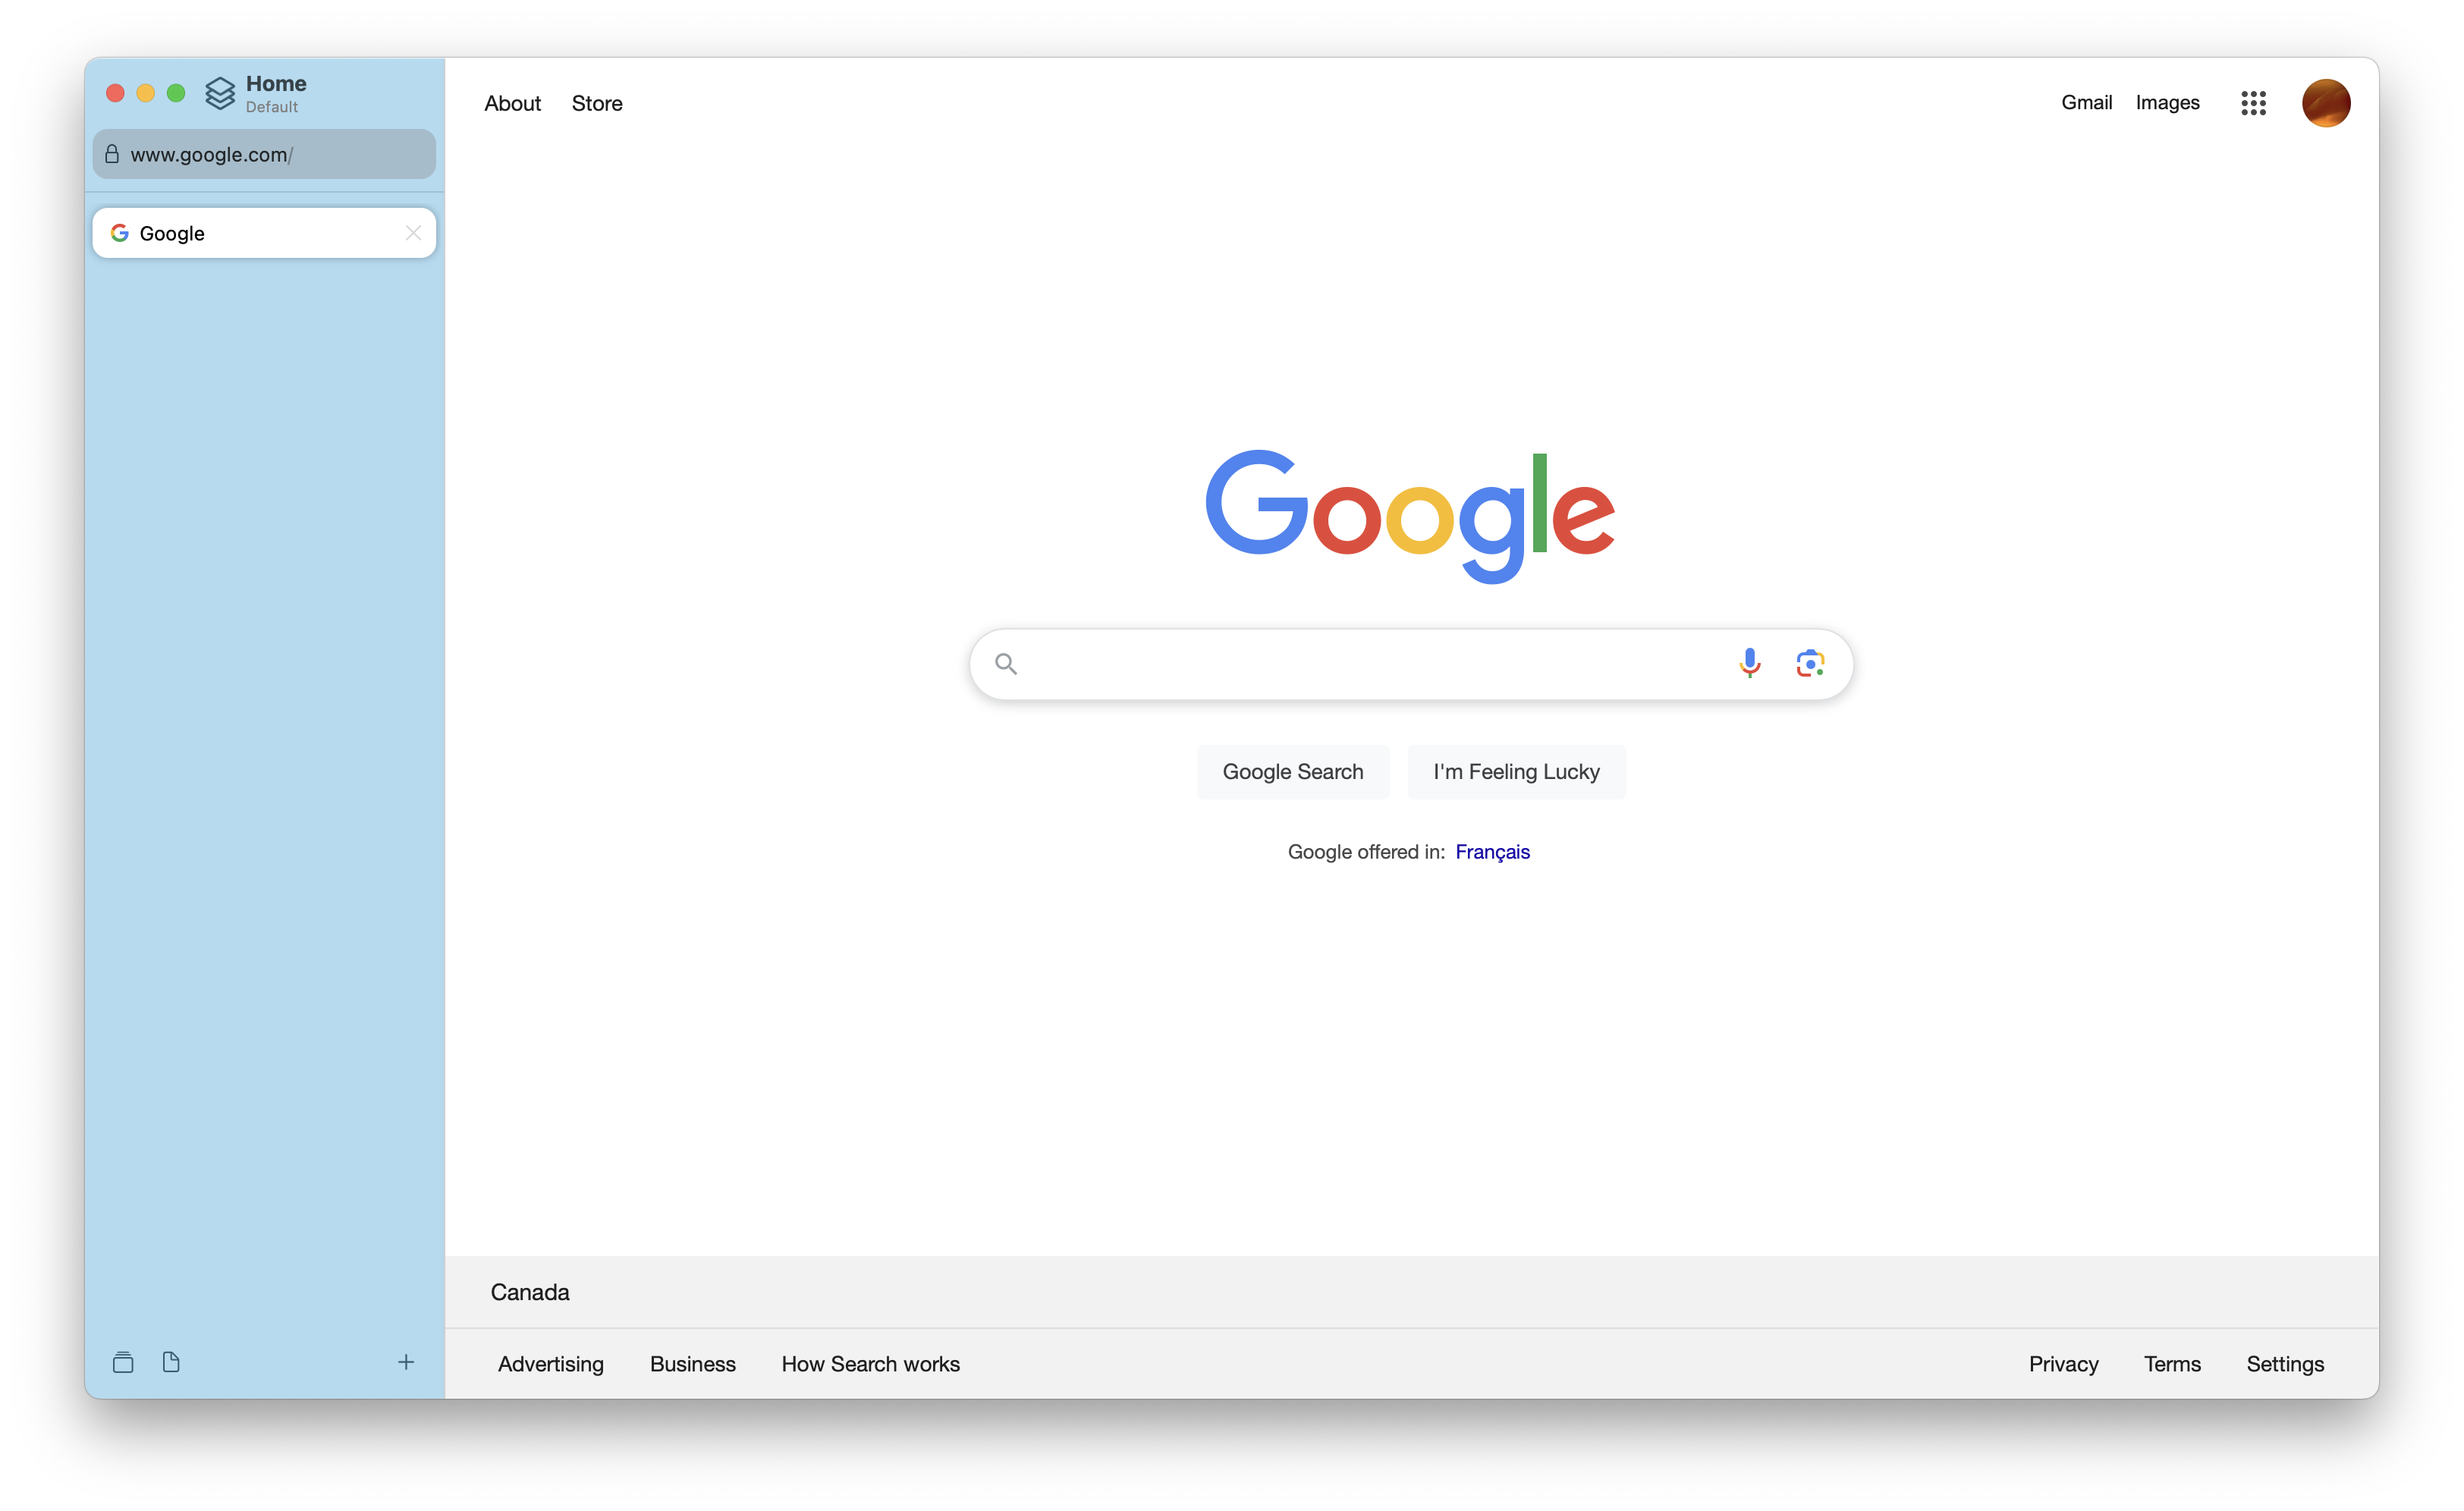 Home
Default
www.google.com/
Google
About Store
Gmail Images
Google
Google Search I'm Feeling Lucky
Google offered in: Français
Canada
Advertising Business How Search works
Privacy Terms Settings